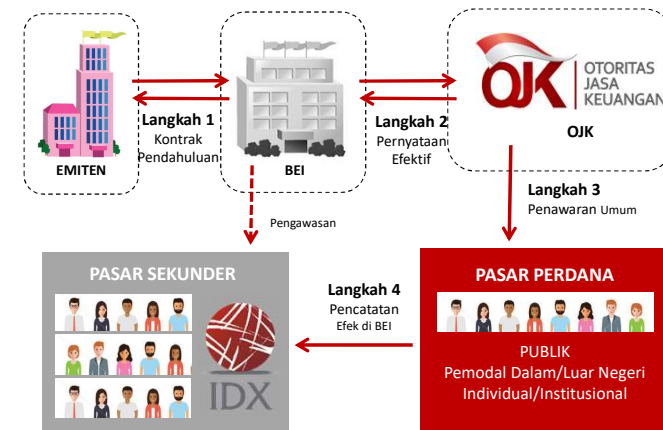 EMITEN
Langkah 1
Kontrak
Pendahuluan
BEI
Langkah 2
Pernyataan
Efektif
OJK
OTORITAS
JASA
KEUANGAN
OJK
Langkah 3
Penawaran Umum
Pengawasan
PASAR SEKUNDER
IDX
Langkah 4
Pencatatan
Efek di BEI
PASAR PERDANA
PUBLIK
Pemodal Dalam/Luar Negeri
Individual/Institusional